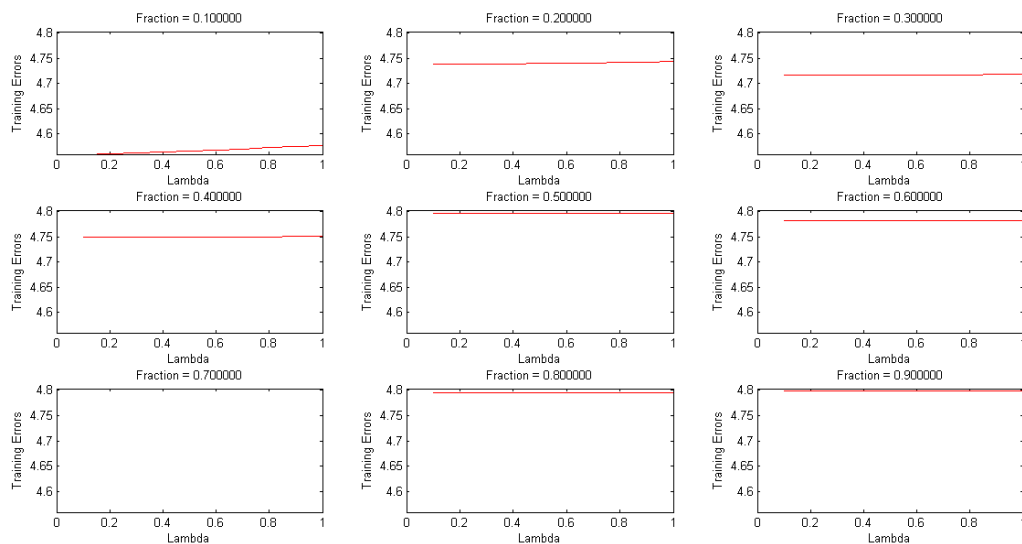 Fraction = 0.100000
4.8
4.75
4.7
4.65
4.6
Training Errors
0 0.2 0.4 0.6 0.8 1
Lambda
Fraction = 0.200000
4.8
4.75
4.7
4.65
4.6
Training Errors
0 0.2 0.4 0.6 0.8 1
Lambda
Fraction = 0.300000
4.8
4.75
4.7
4.65
4.6
Training Errors
0 0.2 0.4 0.6 0.8 1
Lambda
Fraction = 0.400000
4.8
4.75
4.7
4.65
4.6
Training Errors
0 0.2 0.4 0.6 0.8 1
Lambda
Fraction = 0.500000
4.8
4.75
4.7
4.65
4.6
Training Errors
0 0.2 0.4 0.6 0.8 1
Lambda
Fraction = 0.600000
4.8
4.75
4.7
4.65
4.6
Training Errors
0 0.2 0.4 0.6 0.8 1
Lambda
Fraction = 0.700000
4.8
4.75
4.7
4.65
4.6
Training Errors
0 0.2 0.4 0.6 0.8 1
Lambda
Fraction = 0.800000
4.8
4.75
4.7
4.65
4.6
Training Errors
0 0.2 0.4 0.6 0.8 1
Lambda
Fraction = 0.900000
4.8
4.75
4.7
4.65
4.6
Training Errors
0 0.2 0.4 0.6 0.8 1
Lambda